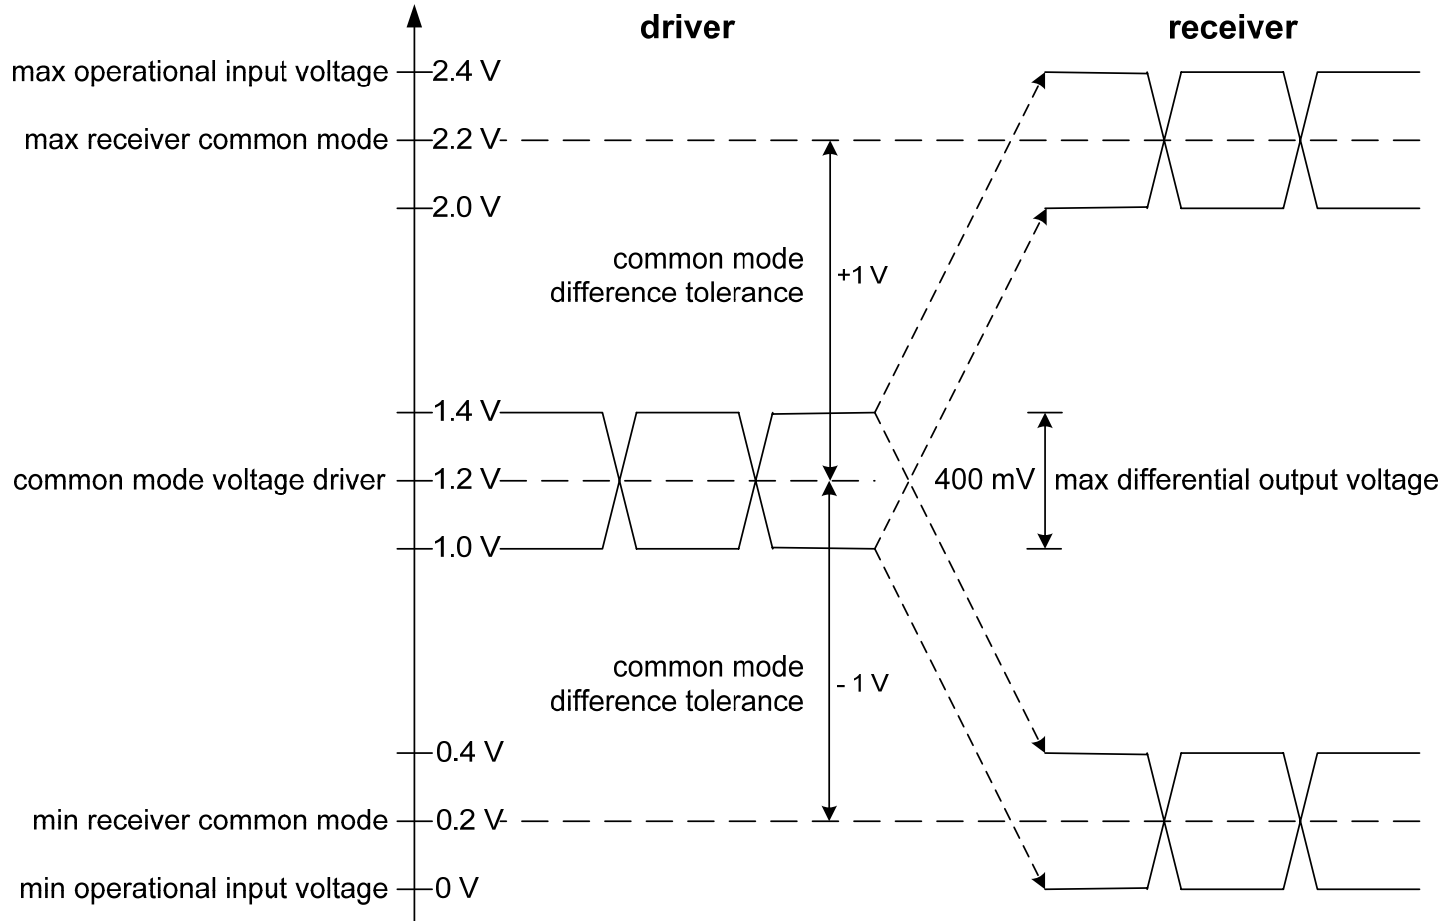 driver
receiver
max operational input voltage
2.4 V
max receiver common mode
2.2 V
2.0 V
common mode
difference tolerance
+1 V
1.4 V
common mode voltage driver
1.2 V
400 mV
max differential output voltage
1.0 V
common mode
difference tolerance
- 1 V
0.4 V
min receiver common mode
0.2 V
min operational input voltage
0 V